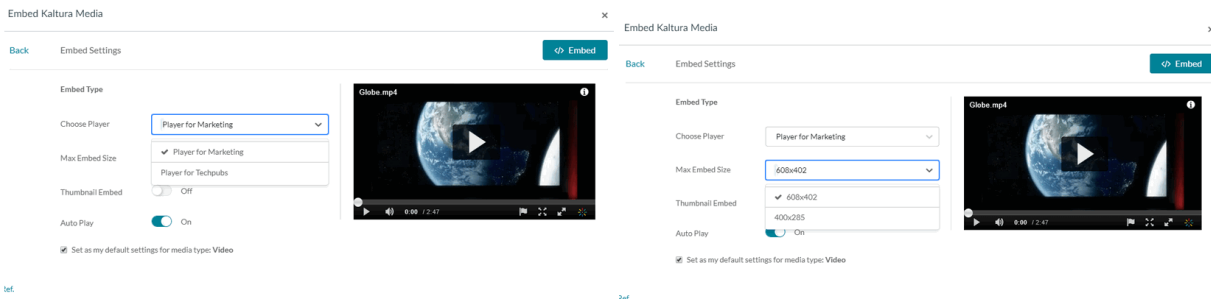 Embed Kaltura Media ×
Back Embed Settings </> Embed
Embed Type
Choose Player Player for Marketing
✔ Player for Marketing
Max Embed Size
Player for Techpubs
Thumbnail Embed Off
Auto Play On
Set as my default settings for media type: Video
Globe.mp4
0:00 / 2:47
Embed Kaltura Media ×
Back Embed Settings </> Embed
Embed Type
Choose Player Player for Marketing
Max Embed Size 608x402
✔ 608x402
Thumbnail Embed
400x285
Auto Play On
Set as my default settings for media type: Video
Globe.mp4
0:00 / 2:47